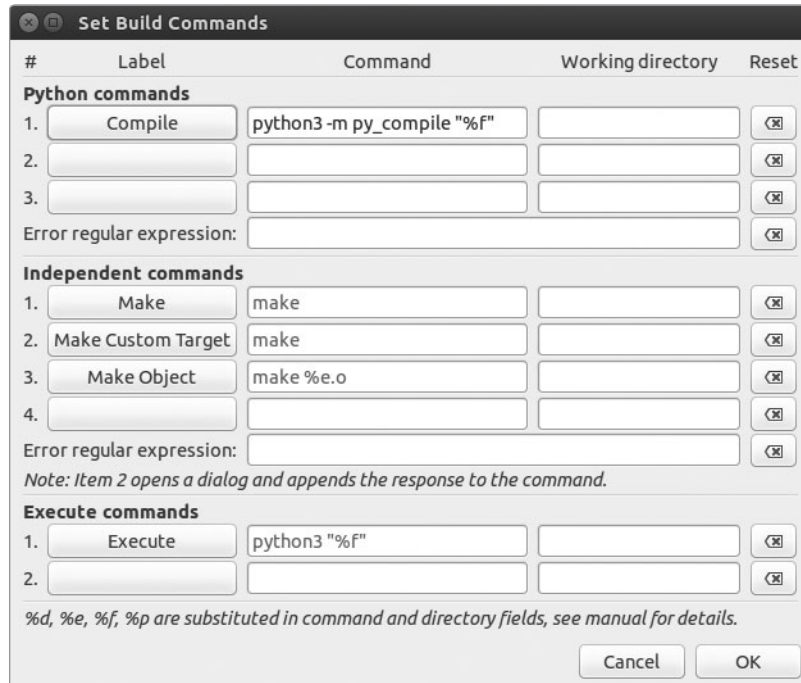 Set Build Commands
# Label Command Working directory Reset
Python commands
1. Compile python3 -m py_compile "%f"
2.
3.
Error regular expression:
Independent commands
1. Make make
2. Make Custom Target make
3. Make Object make %e.o
4.
Error regular expression:
Note: Item 2 opens a dialog and appends the response to the command.
Execute commands
1. Execute python3 "%f"
2.
%d, %e, %f, %p are substituted in command and directory fields, see manual for details.
Cancel OK